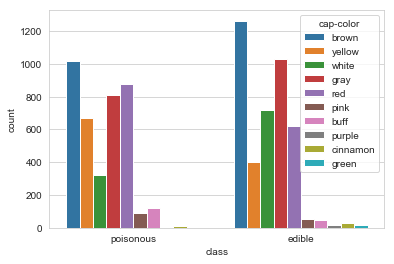 cap-color
brown
yellow
white
gray
red
pink
buff
purple
cinnamon
green
1200
1000
800
600
400
200
0
count
poisonous edible
class